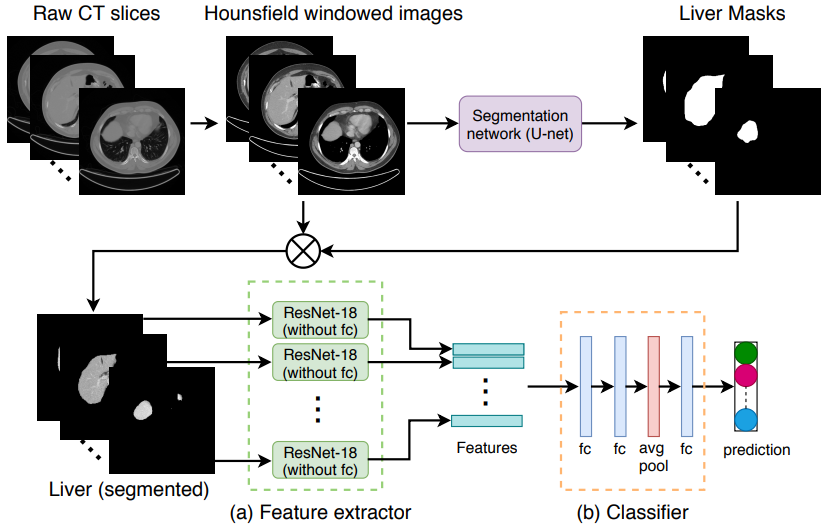 Raw CT slices
Hounsfield windowed images
Liver Masks
Segmentation
network (U-net)
ResNet-18
(without fc)
ResNet-18
(without fc)
ResNet-18
(without fc)
Features
fc
fc
avg
pool
fc
prediction
Liver (segmented)
(a) Feature extractor
(b) Classifier